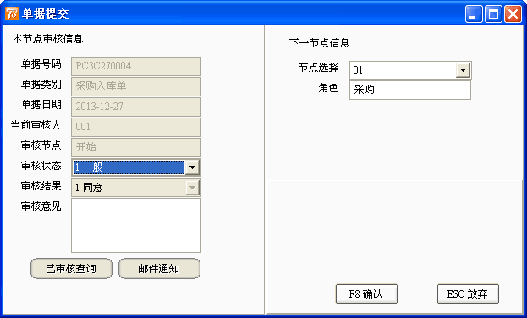 单据提交
本节点审核信息
单据号码 PC3C270004
单据类别 采购入库单
单据日期 2013-12-27
当前审核人 001
审核节点 开始
审核状态 1 一般
审核结果 1 同意
审核意见
已审核查询 邮件通知
下一节点信息
节点选择 01
角色 采购
F8 确认 ESC 放弃